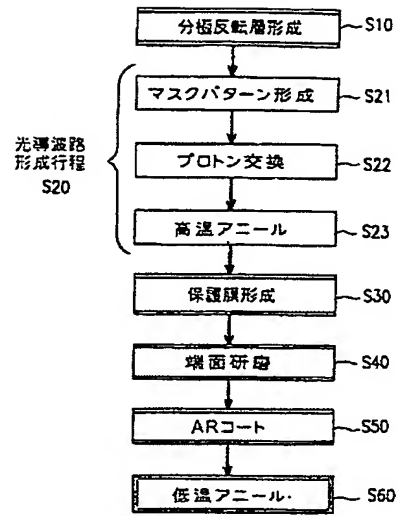 分極反転層形成 S10
マスクパターン形成 S21
光導波路
形成行程
S20
プロトン交換 S22
高温アニール S23
保護膜形成 S30
端面研磨 S40
ARコート S50
低温アニール S60